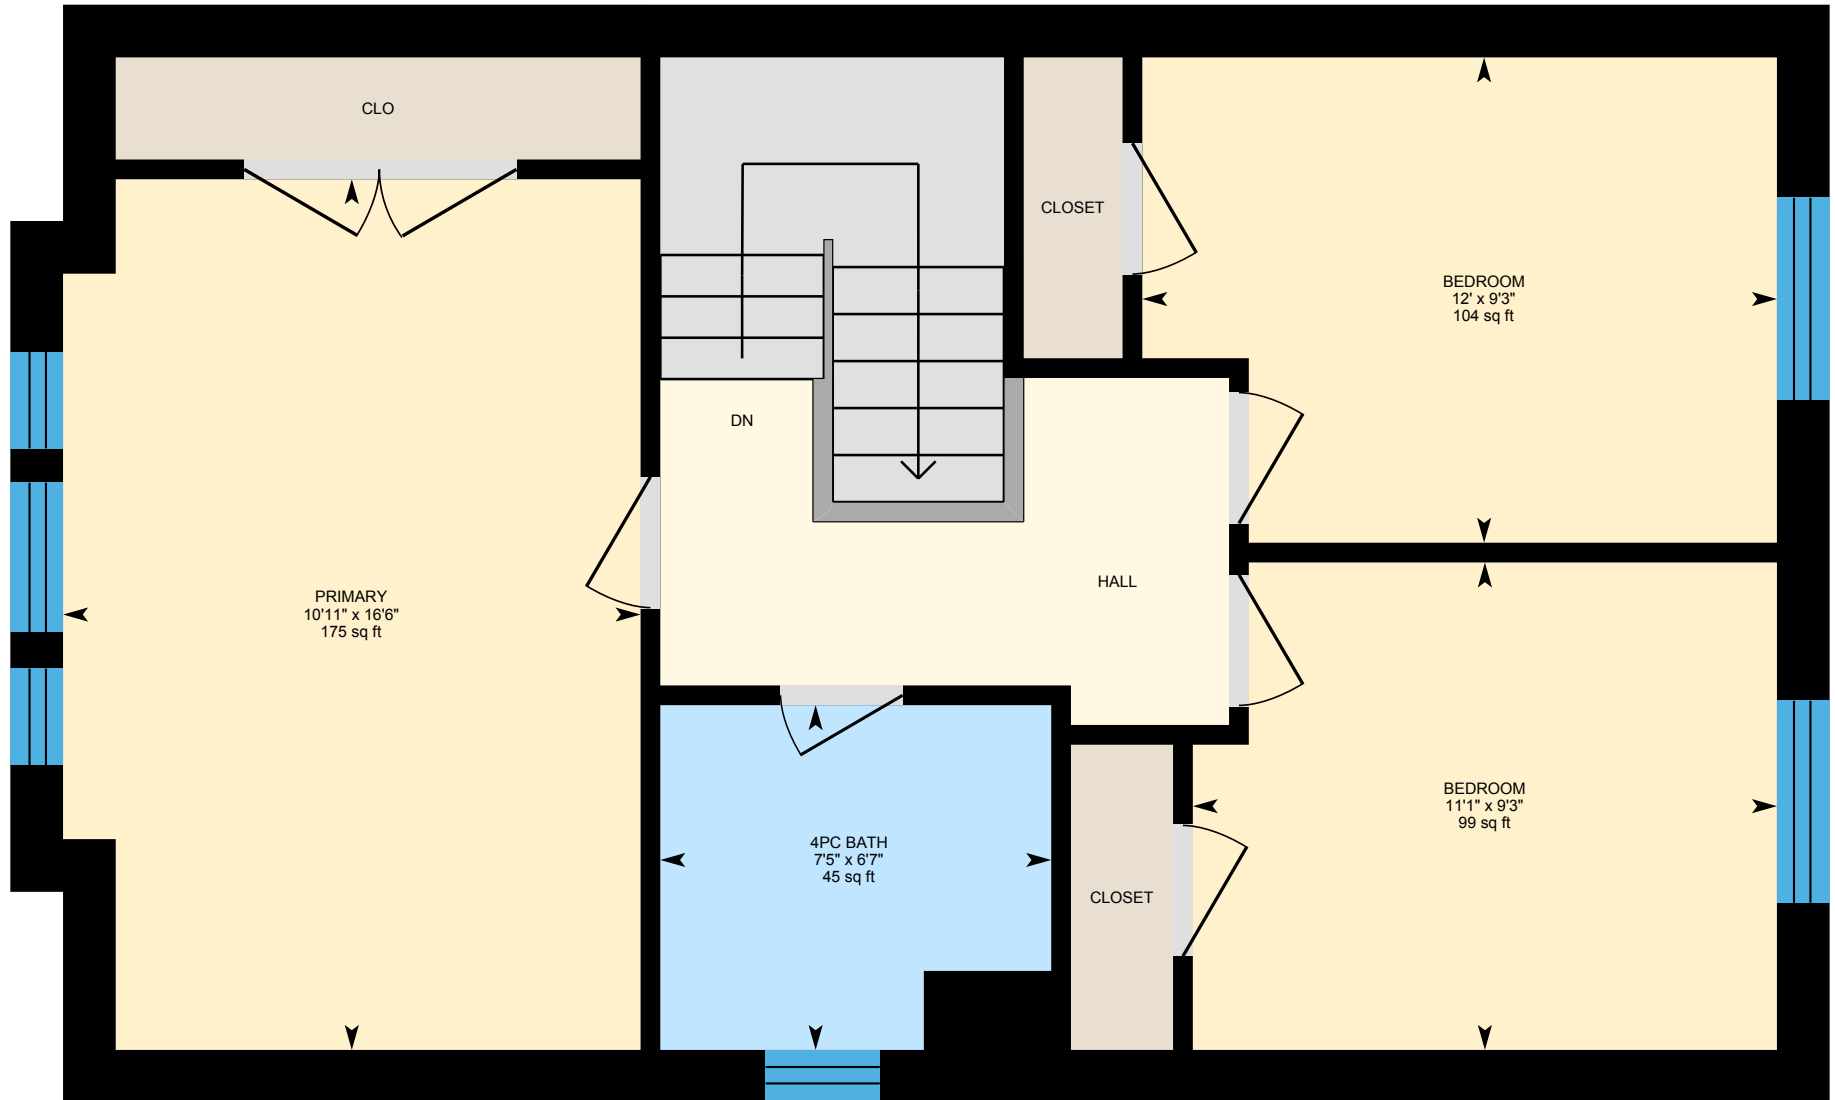 CLO
CLOSET
BEDROOM
12' x 9'3"
104 sq ft
DN
HALL
PRIMARY
10'11" x 16'6"
175 sq ft
4PC BATH
7'5" x 6'7"
45 sq ft
CLOSET
BEDROOM
11'1" x 9'3"
99 sq ft